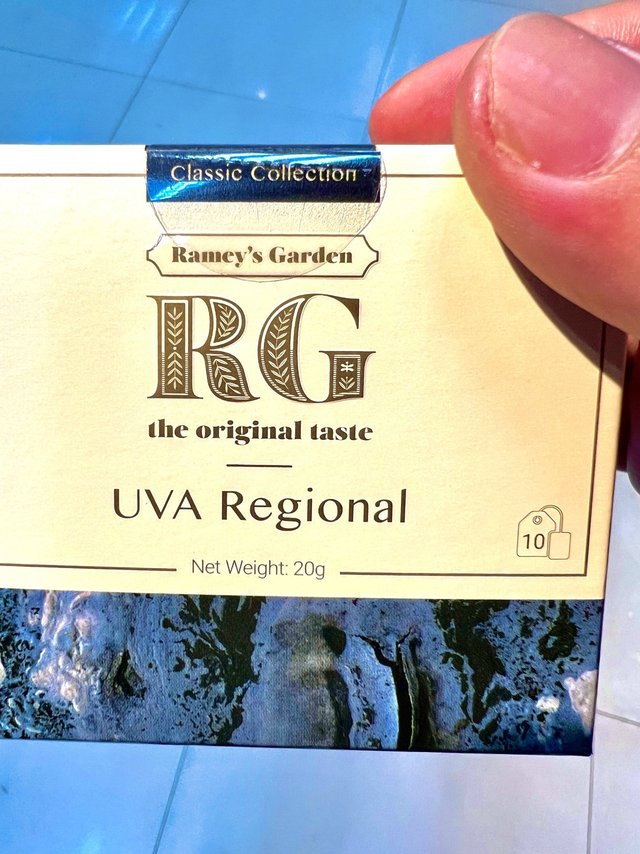 Classic Collection
Ramey's Garden
RG
the original taste
UVA Regional
10
Net Weight: 20g